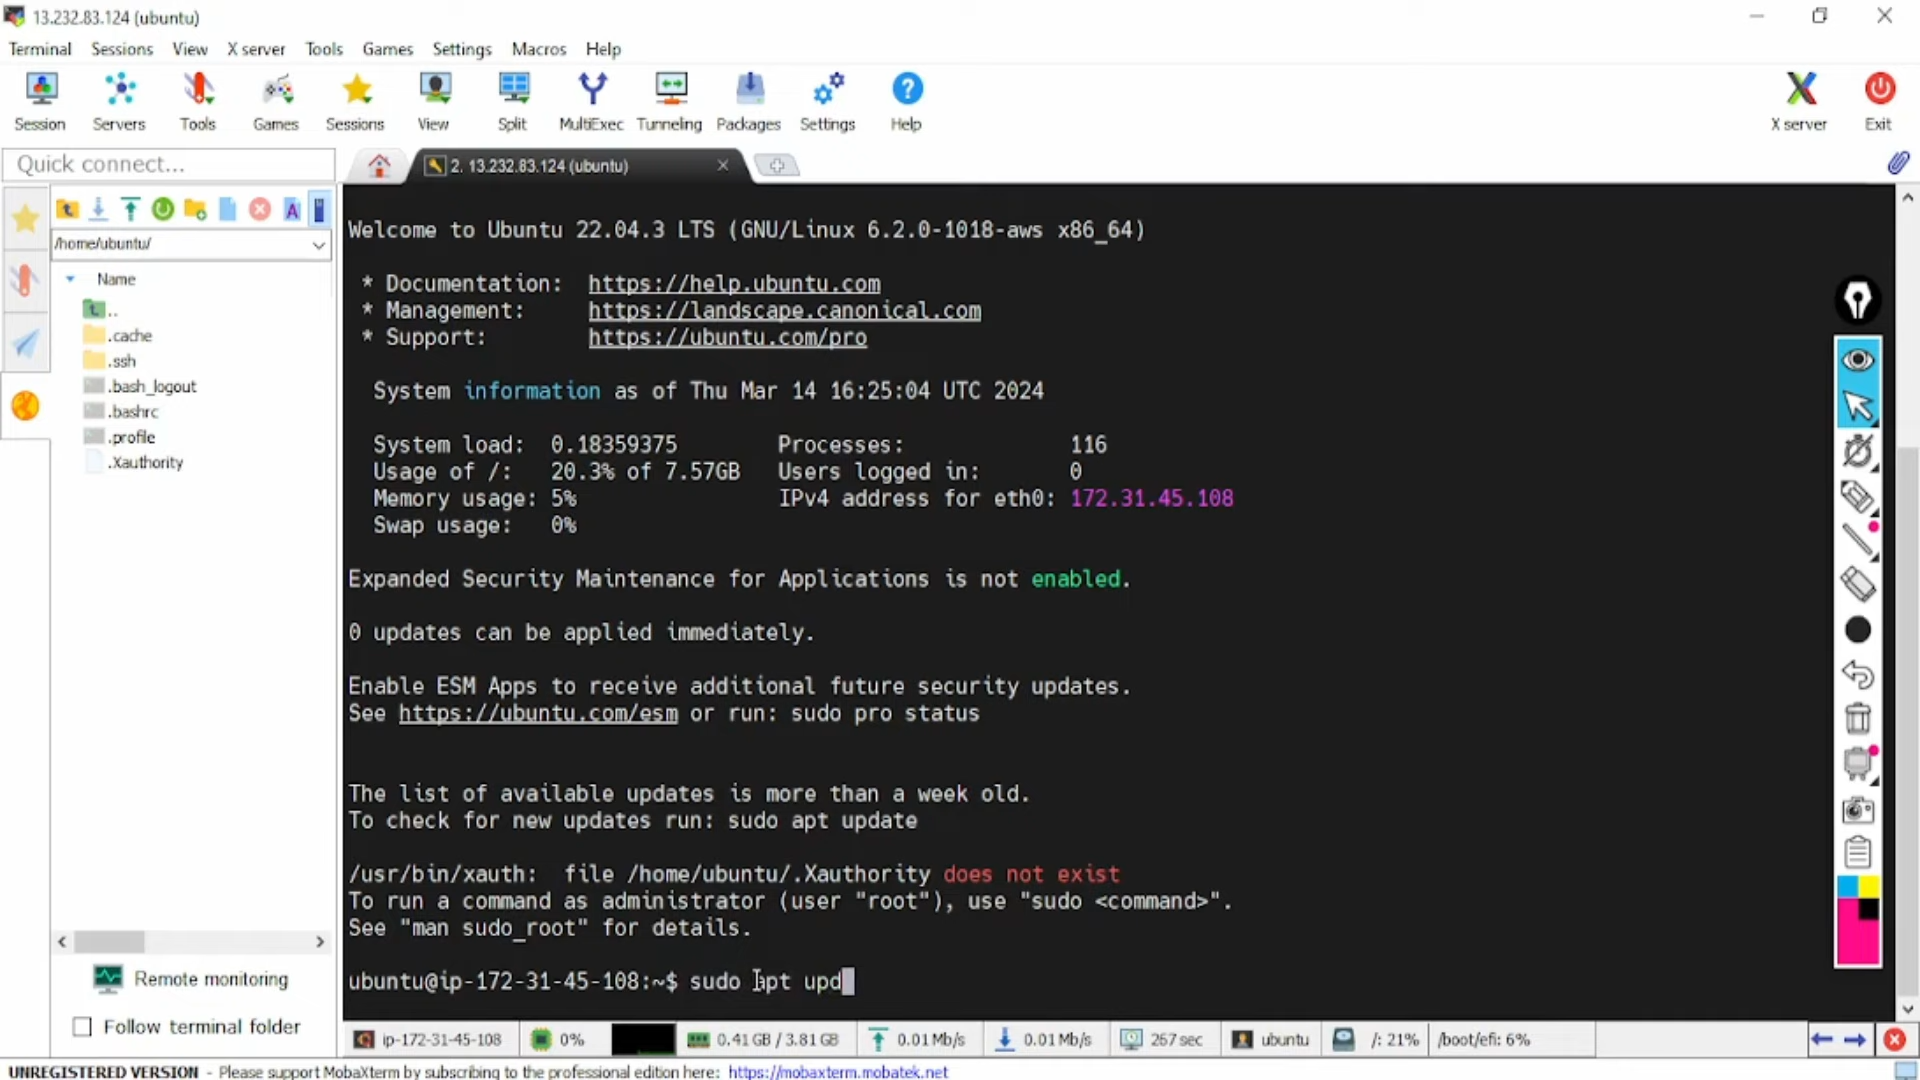 13.232.83.124 (ubuntu)
Terminal Sessions View X server Tools Games Settings Macros Help
Session Servers Tools Games Sessions View Split MultiExec Tunneling Packages Settings Help X server Exit
Quick connect...
2. 13.232.83.124 (ubuntu)
/home/ubuntu/
Name
..
.cache
.ssh
.bash_logout
.bashrc
.profile
.Xauthority
Remote monitoring
Follow terminal folder
Welcome to Ubuntu 22.04.3 LTS (GNU/Linux 6.2.0-1018-aws x86_64)
* Documentation: https://help.ubuntu.com
* Management: https://landscape.canonical.com
* Support: https://ubuntu.com/pro
System information as of Thu Mar 14 16:25:04 UTC 2024
System load: 0.18359375 Processes: 116
Usage of /: 20.3% of 7.57GB Users logged in: 0
Memory usage: 5% IPv4 address for eth0: 172.31.45.108
Swap usage: 0%
Expanded Security Maintenance for Applications is not enabled.
0 updates can be applied immediately.
Enable ESM Apps to receive additional future security updates.
See https://ubuntu.com/esm or run: sudo pro status
The list of available updates is more than a week old.
To check for new updates run: sudo apt update
/usr/bin/xauth: file /home/ubuntu/.Xauthority does not exist
To run a command as administrator (user "root"), use "sudo <command>".
See "man sudo_root" for details.
ubuntu@ip-172-31-45-108:~$ sudo apt upd
ip-172-31-45-108 0% 0.41 GB / 3.81 GB 0.01 Mb/s 0.01 Mb/s 267 sec ubuntu /: 21% /boot/efi: 6%
UNREGISTERED VERSION - Please support MobaXterm by subscribing to the professional edition here: https://mobaxterm.mobatek.net